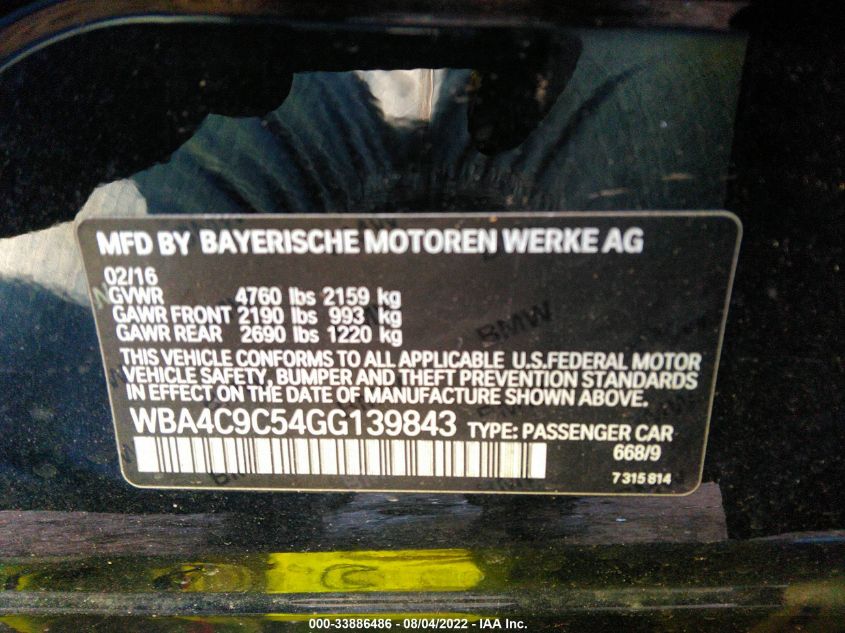 MFD BY BAYERISCHE MOTOREN WERKE AG
02/16
GVWR 4760 lbs 2159 kg
GAWR FRONT 2190 lbs 993 kg
GAWR REAR 2690 lbs 1220 kg
THIS VEHICLE CONFORMS TO ALL APPLICABLE U.S.FEDERAL MOTOR
VEHICLE SAFETY, BUMPER AND THEFT PREVENTION STANDARDS
IN EFFECT ON THE DATE OF MANUFACTURE SHOWN ABOVE.
WBA4C9C54GG139843 TYPE: PASSENGER CAR
668/9
7 315 814
BMW
000-33886486 - 08/04/2022 - IAA Inc.